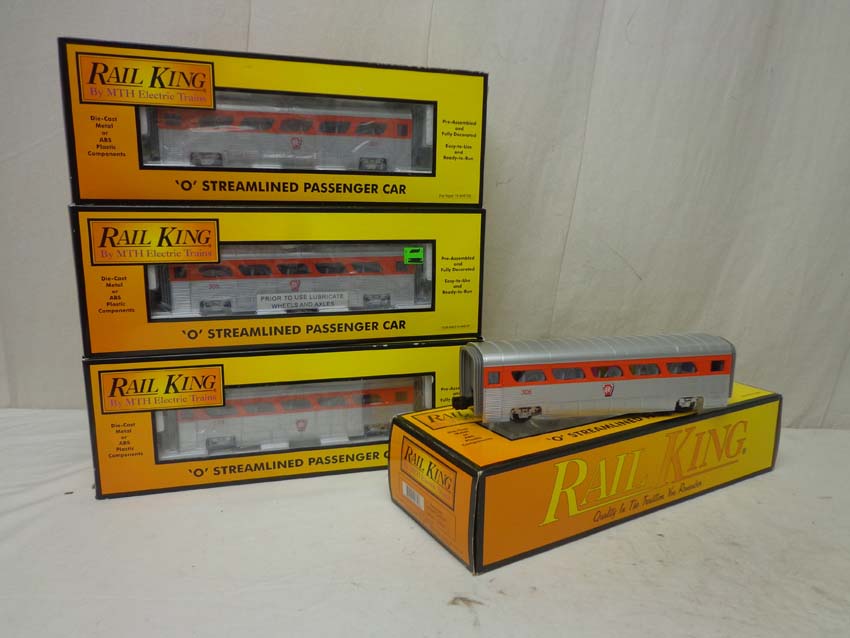 RAIL KING
By MTH Electric Trains
Die-Cast
Metal
or
ABS
Plastic
Components
Pre-Assembled
and
Fully Decorated
Easy-to-Use
and
Ready-to-Run
'O' STREAMLINED PASSENGER CAR
RAIL KING
By MTH Electric Trains
Die-Cast
Metal
or
ABS
Plastic
Components
PRIOR TO USE LUBRICATE
WHEELS AND AXLES
Pre-Assembled
and
Fully Decorated
Easy-to-Use
and
Ready-to-Run
'O' STREAMLINED PASSENGER CAR
RAIL KING
By MTH Electric Trains
Die-Cast
Metal
or
ABS
Plastic
Components
'O' STREAMLINED PASSENGER C
'O' STREAMLINED PA
RAIL KING
RAIL KING®
Quality In The Tradition You Remember